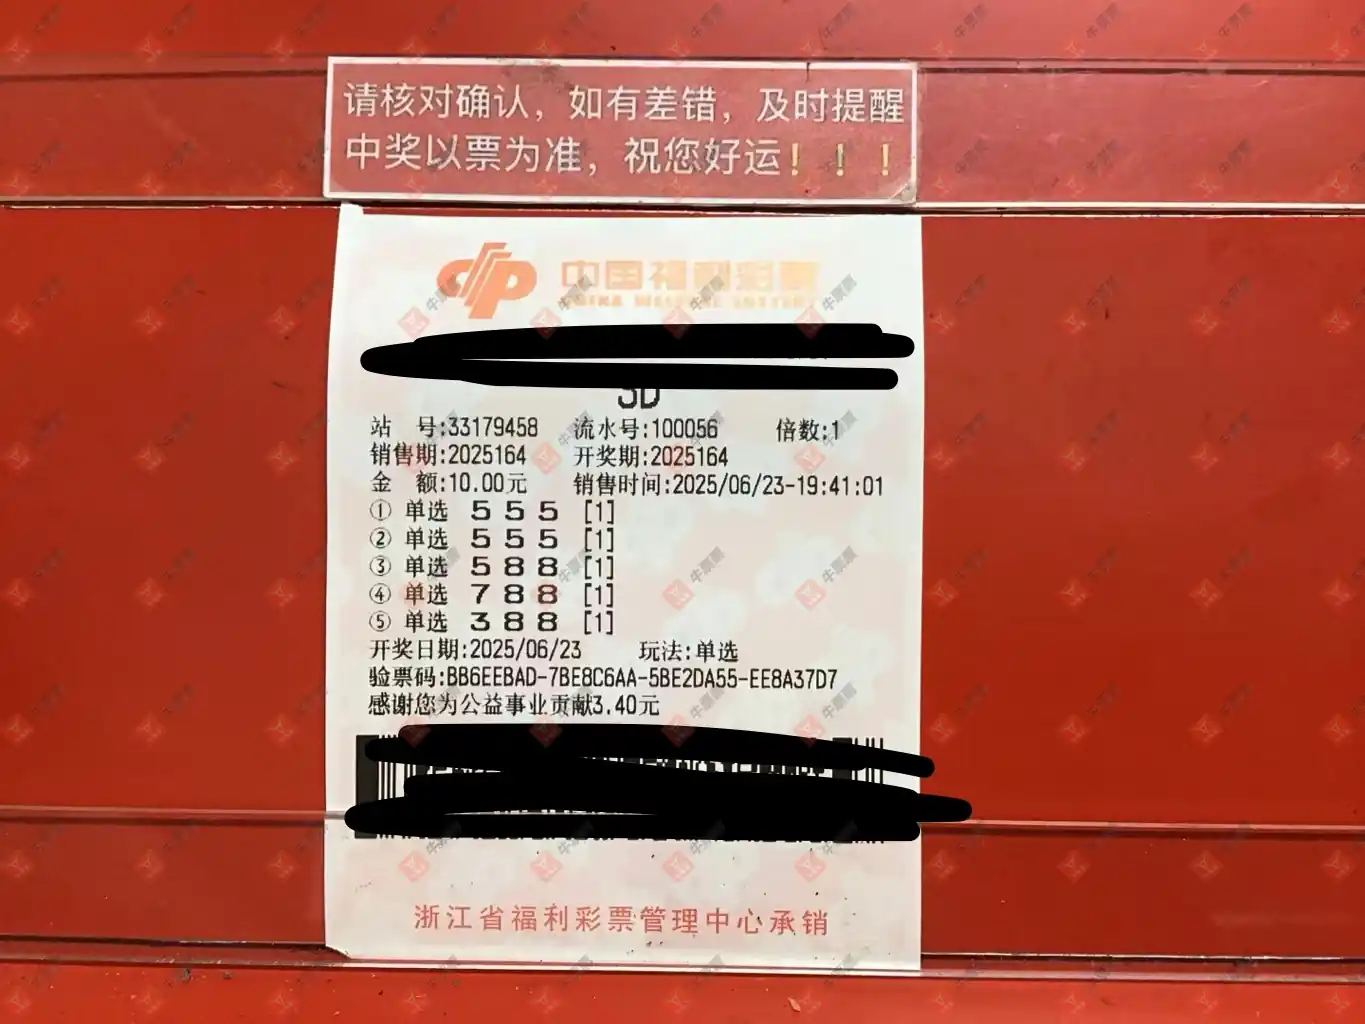 请核对确认，如有差错，及时提醒
中奖以票为准，祝您好运！！！
中国福利彩票
CHINA WELFARE LOTTERY
3D
站 号:33179458 流水号:100056 倍数:1
销售期:2025164 开奖期:2025164
金 额:10.00元 销售时间:2025/06/23-19:41:01
① 单选 5 5 5 [1]
② 单选 5 5 5 [1]
③ 单选 5 8 8 [1]
④ 单选 7 8 8 [1]
⑤ 单选 3 8 8 [1]
开奖日期:2025/06/23 玩法:单选
验票码:BB6EEBAD-7BE8C6AA-5BE2DA55-EE8A37D7
感谢您为公益事业贡献3.40元
浙江省福利彩票管理中心承销
牛票票